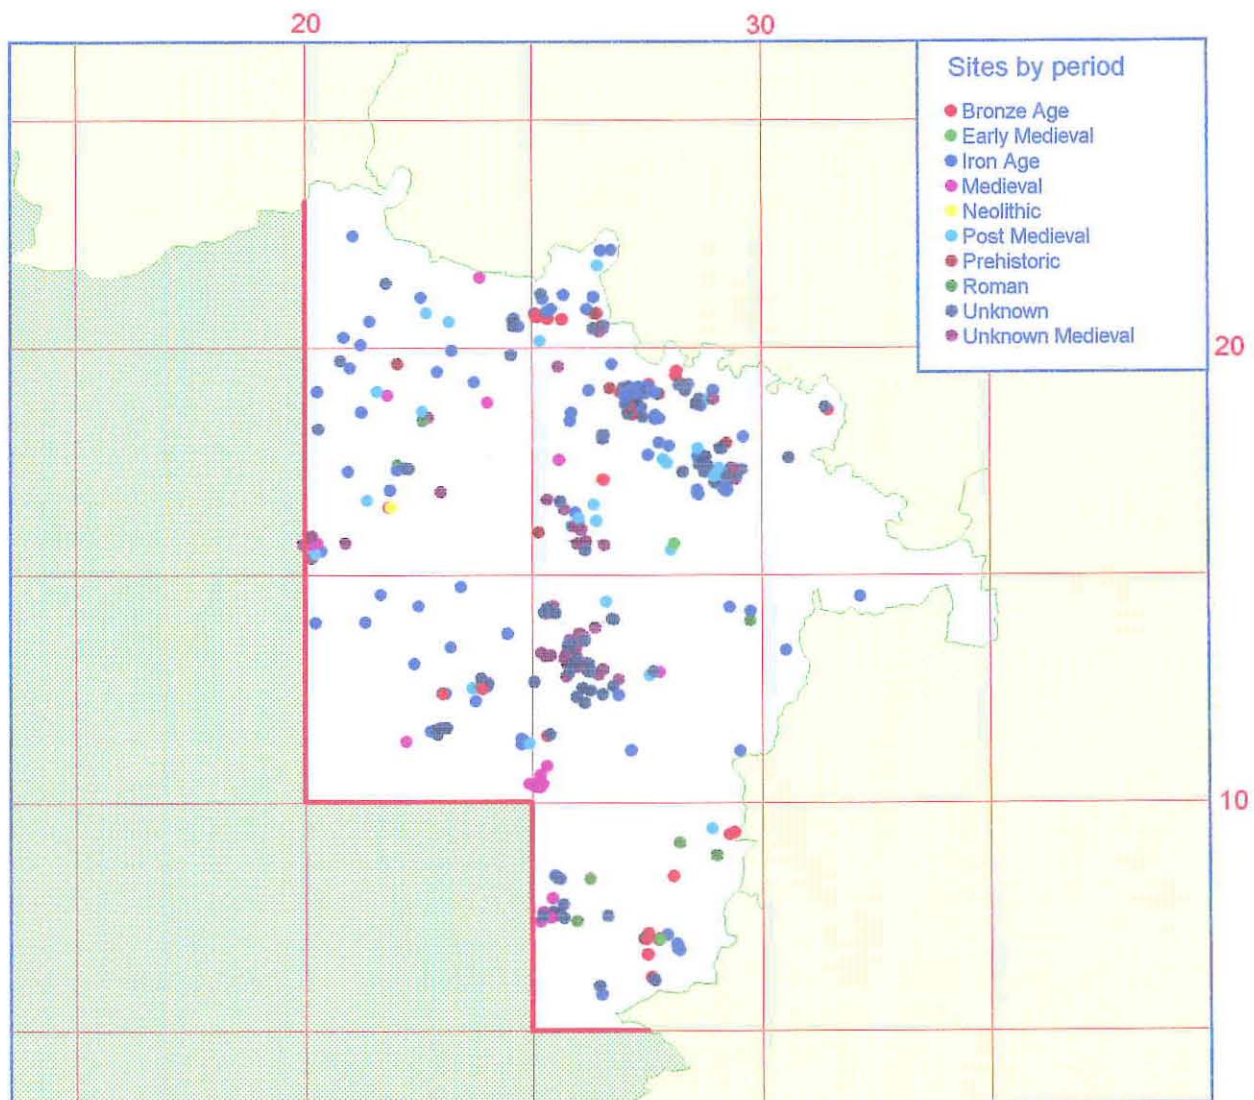 20
30
Sites by period
Bronze Age
Early Medieval
Iron Age
Medieval
Neolithic
Post Medieval
Prehistoric
Roman
Unknown
Unknown Medieval
20
10